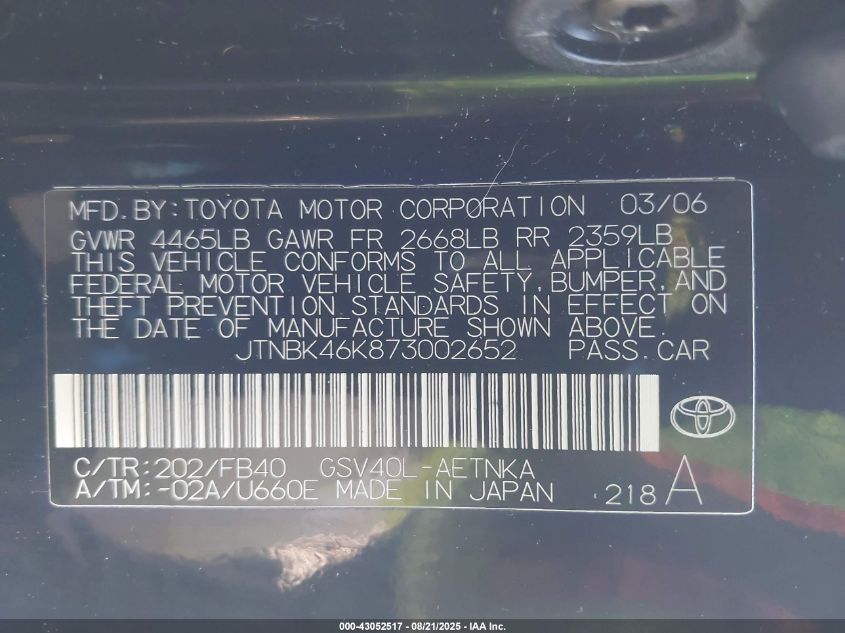 MFD.BY:TOYOTA MOTOR CORPORATION 03/06
GVWR 4465LB GAWR FR 2668LB RR 2359LB
THIS VEHICLE CONFORMS TO ALL APPLICABLE
FEDERAL MOTOR VEHICLE SAFETY, BUMPER, AND
THEFT PREVENTION STANDARDS IN EFFECT ON
THE DATE OF MANUFACTURE SHOWN ABOVE.
JTNBK46K873002652 PASS.CAR
C/TR:202/FB40 GSV40L-AETNKA
A/TM:-02A/U660E MADE IN JAPAN 218 A
000-43052517 - 08/21/2025 - IAA Inc.